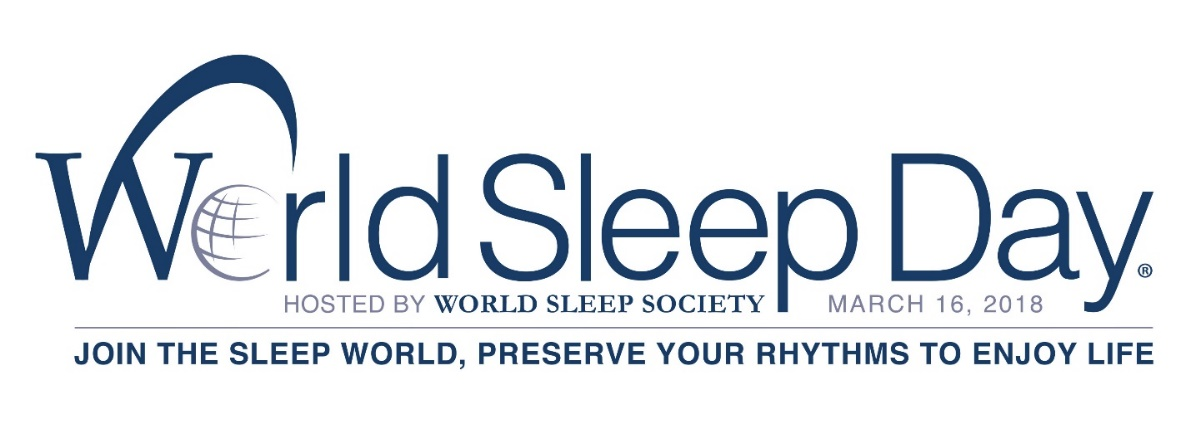 World Sleep Day®
HOSTED BY WORLD SLEEP SOCIETY MARCH 16, 2018
JOIN THE SLEEP WORLD, PRESERVE YOUR RHYTHMS TO ENJOY LIFE